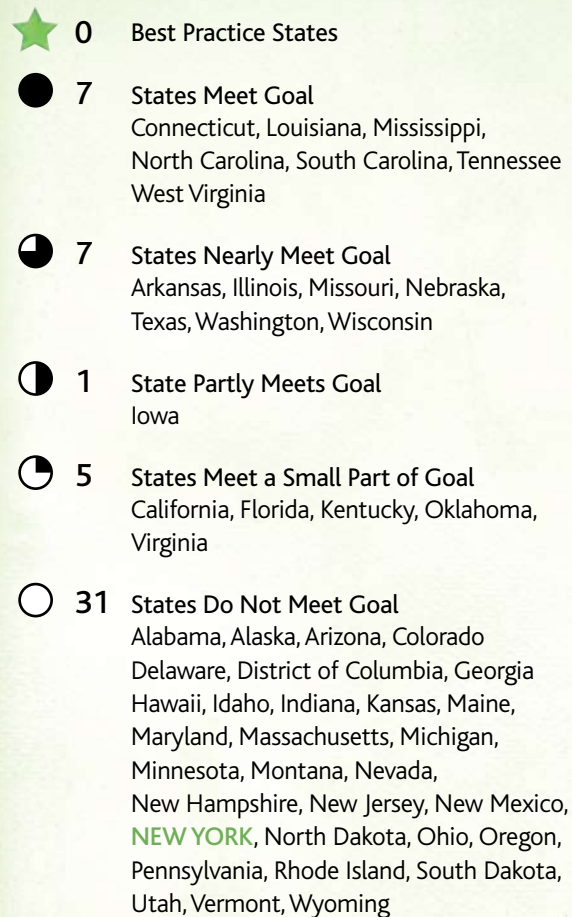 0 Best Practice States
7 States Meet Goal
Connecticut, Louisiana, Mississippi,
North Carolina, South Carolina, Tennessee
West Virginia
7 States Nearly Meet Goal
Arkansas, Illinois, Missouri, Nebraska,
Texas, Washington, Wisconsin
1 State Partly Meets Goal
Iowa
5 States Meet a Small Part of Goal
California, Florida, Kentucky, Oklahoma,
Virginia
31 States Do Not Meet Goal
Alabama, Alaska, Arizona, Colorado
Delaware, District of Columbia, Georgia
Hawaii, Idaho, Indiana, Kansas, Maine,
Maryland, Massachusetts, Michigan,
Minnesota, Montana, Nevada,
New Hampshire, New Jersey, New Mexico,
NEW YORK, North Dakota, Ohio, Oregon,
Pennsylvania, Rhode Island, South Dakota,
Utah, Vermont, Wyoming